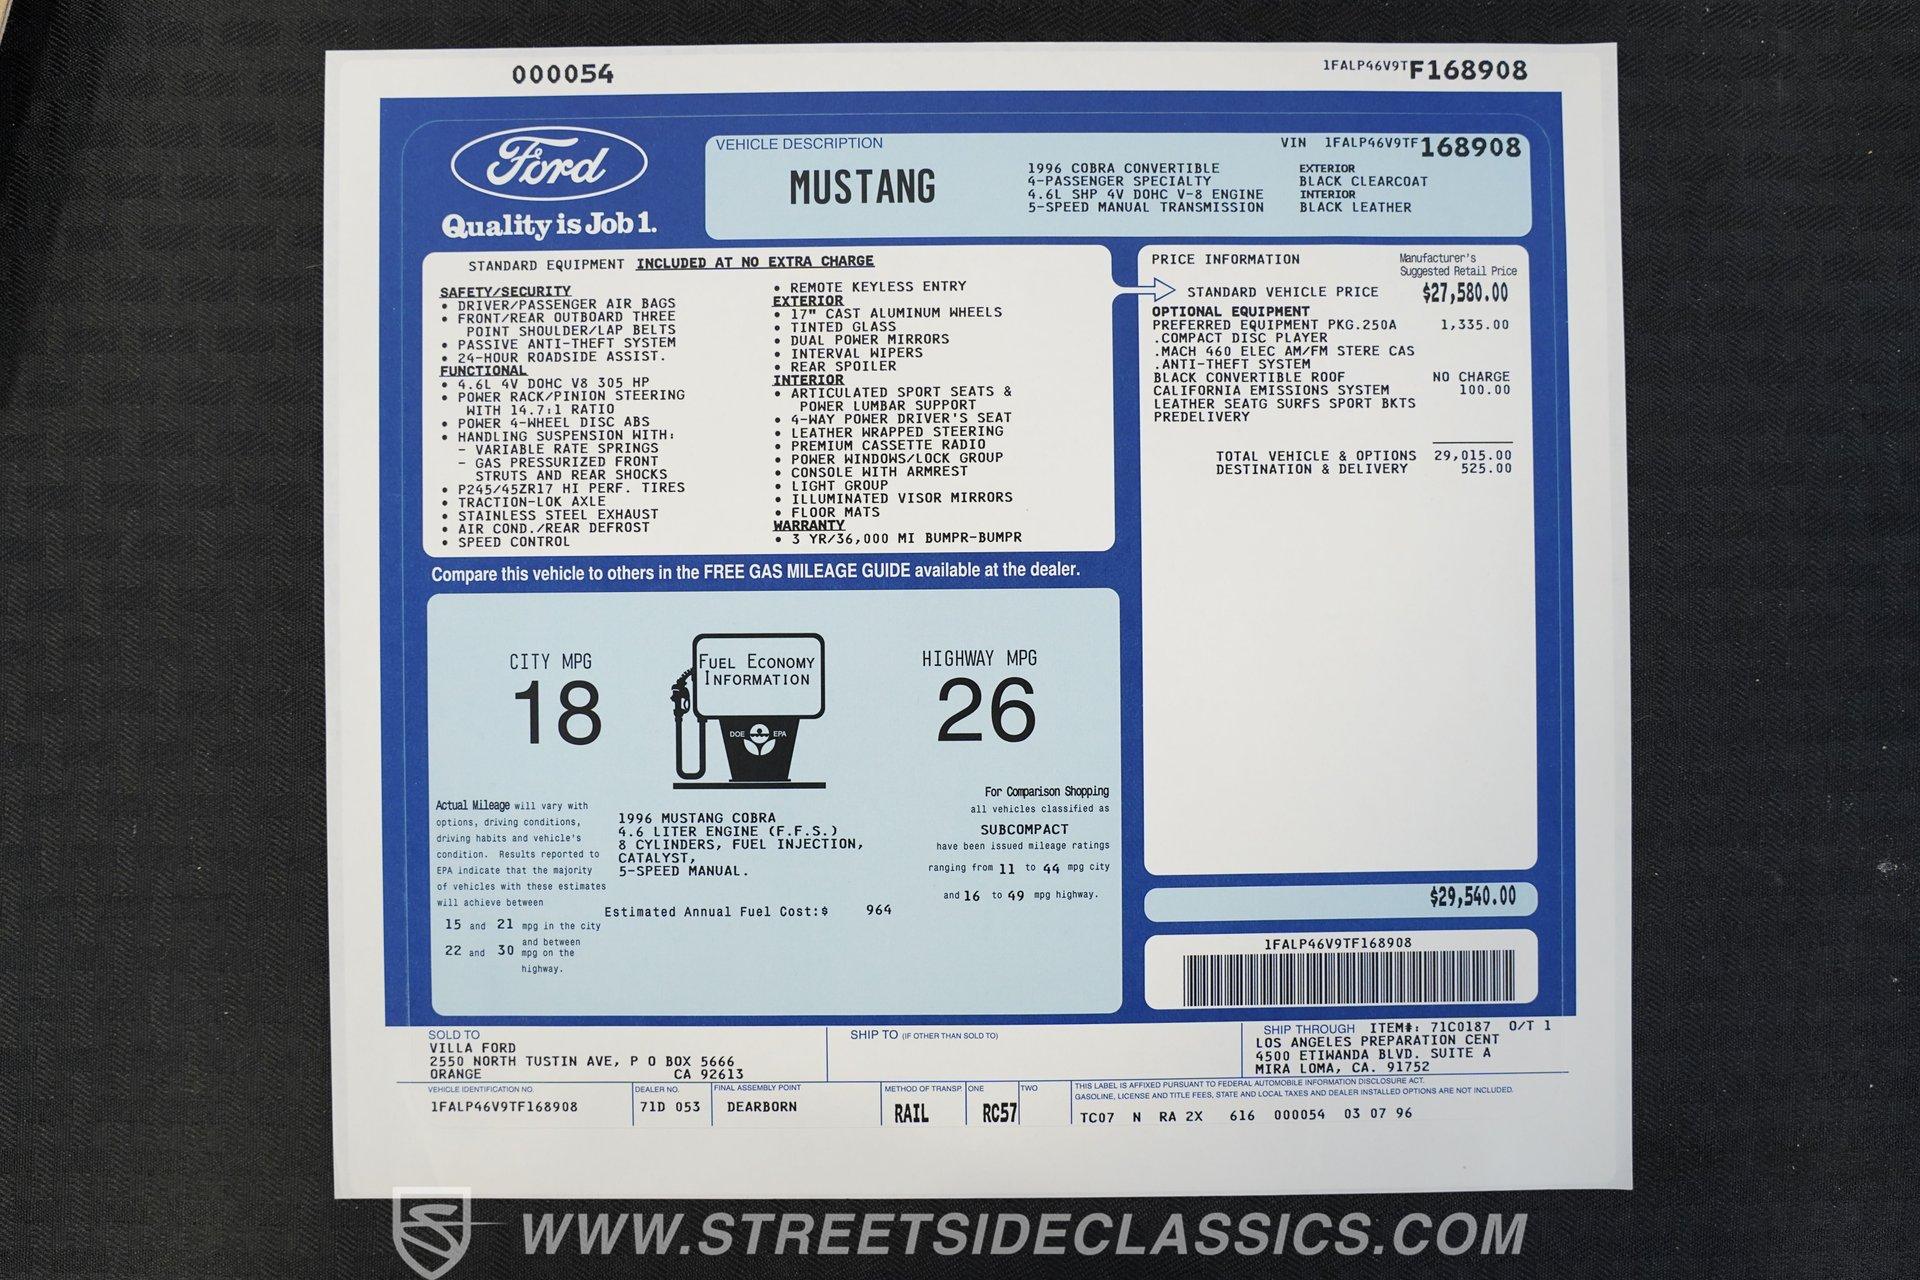 000054
1FALP46V9TF168908
Ford
Quality is Job 1.
VEHICLE DESCRIPTION
MUSTANG
VIN 1FALP46V9TF168908
1996 COBRA CONVERTIBLE
4-PASSENGER SPECIALTY
4.6L SHP 4V DOHC V-8 ENGINE
5-SPEED MANUAL TRANSMISSION
EXTERIOR
BLACK CLEARCOAT
INTERIOR
BLACK LEATHER
STANDARD EQUIPMENT INCLUDED AT NO EXTRA CHARGE
SAFETY/SECURITY
• DRIVER/PASSENGER AIR BAGS
• FRONT/REAR OUTBOARD THREE
POINT SHOULDER/LAP BELTS
• PASSIVE ANTI-THEFT SYSTEM
• 24-HOUR ROADSIDE ASSIST.
FUNCTIONAL
• 4.6L 4V DOHC V8 305 HP
• POWER RACK/PINION STEERING
WITH 14.7:1 RATIO
• POWER 4-WHEEL DISC ABS
• HANDLING SUSPENSION WITH:
- VARIABLE RATE SPRINGS
- GAS PRESSURIZED FRONT
STRUTS AND REAR SHOCKS
• P245/45ZR17 HI PERF. TIRES
• TRACTION-LOK AXLE
• STAINLESS STEEL EXHAUST
• AIR COND./REAR DEFROST
• SPEED CONTROL
• REMOTE KEYLESS ENTRY
EXTERIOR
• 17" CAST ALUMINUM WHEELS
• TINTED GLASS
• DUAL POWER MIRRORS
• INTERVAL WIPERS
• REAR SPOILER
INTERIOR
• ARTICULATED SPORT SEATS &
POWER LUMBAR SUPPORT
• 4-WAY POWER DRIVER'S SEAT
• LEATHER WRAPPED STEERING
• PREMIUM CASSETTE RADIO
• POWER WINDOWS/LOCK GROUP
• CONSOLE WITH ARMREST
• LIGHT GROUP
• ILLUMINATED VISOR MIRRORS
• FLOOR MATS
WARRANTY
• 3 YR/36,000 MI BUMPR-BUMPR
PRICE INFORMATION
Manufacturer's
Suggested Retail Price
STANDARD VEHICLE PRICE $27,580.00
OPTIONAL EQUIPMENT
PREFERRED EQUIPMENT PKG.250A 1,335.00
.COMPACT DISC PLAYER
.MACH 460 ELEC AM/FM STERE CAS
.ANTI-THEFT SYSTEM
BLACK CONVERTIBLE ROOF NO CHARGE
CALIFORNIA EMISSIONS SYSTEM 100.00
LEATHER SEATG SURFS SPORT BKTS
PREDELIVERY
TOTAL VEHICLE & OPTIONS 29,015.00
DESTINATION & DELIVERY 525.00
$29,540.00
1FALP46V9TF168908
Compare this vehicle to others in the FREE GAS MILEAGE GUIDE available at the dealer.
CITY MPG
18
FUEL ECONOMY
INFORMATION
DOE EPA
HIGHWAY MPG
26
Actual Mileage will vary with
options, driving conditions,
driving habits and vehicle's
condition. Results reported to
EPA indicate that the majority
of vehicles with these estimates
will achieve between
15 and 21 mpg in the city
and between
22 and 30 mpg on the
highway.
1996 MUSTANG COBRA
4.6 LITER ENGINE (F.F.S.)
8 CYLINDERS, FUEL INJECTION,
CATALYST,
5-SPEED MANUAL.
Estimated Annual Fuel Cost:$ 964
For Comparison Shopping
all vehicles classified as
SUBCOMPACT
have been issued mileage ratings
ranging from 11 to 44 mpg city
and 16 to 49 mpg highway.
SOLD TO
VILLA FORD
2550 NORTH TUSTIN AVE, P O BOX 5666
ORANGE CA 92613
SHIP TO (IF OTHER THAN SOLD TO)
SHIP THROUGH ITEM#: 71C0187 O/T 1
LOS ANGELES PREPARATION CENT
4500 ETIWANDA BLVD. SUITE A
MIRA LOMA, CA. 91752
VEHICLE IDENTIFICATION NO.
1FALP46V9TF168908
DEALER NO.
71D 053
FINAL ASSEMBLY POINT
DEARBORN
METHOD OF TRANSP.
RAIL
ONE
RC57
TWO
THIS LABEL IS AFFIXED PURSUANT TO FEDERAL AUTOMOBILE INFORMATION DISCLOSURE ACT.
GASOLINE, LICENSE AND TITLE FEES, STATE AND LOCAL TAXES AND DEALER INSTALLED OPTIONS ARE NOT INCLUDED.
TC07 N RA 2X 616 000054 03 07 96
WWW.STREETSIDECLASSICS.COM